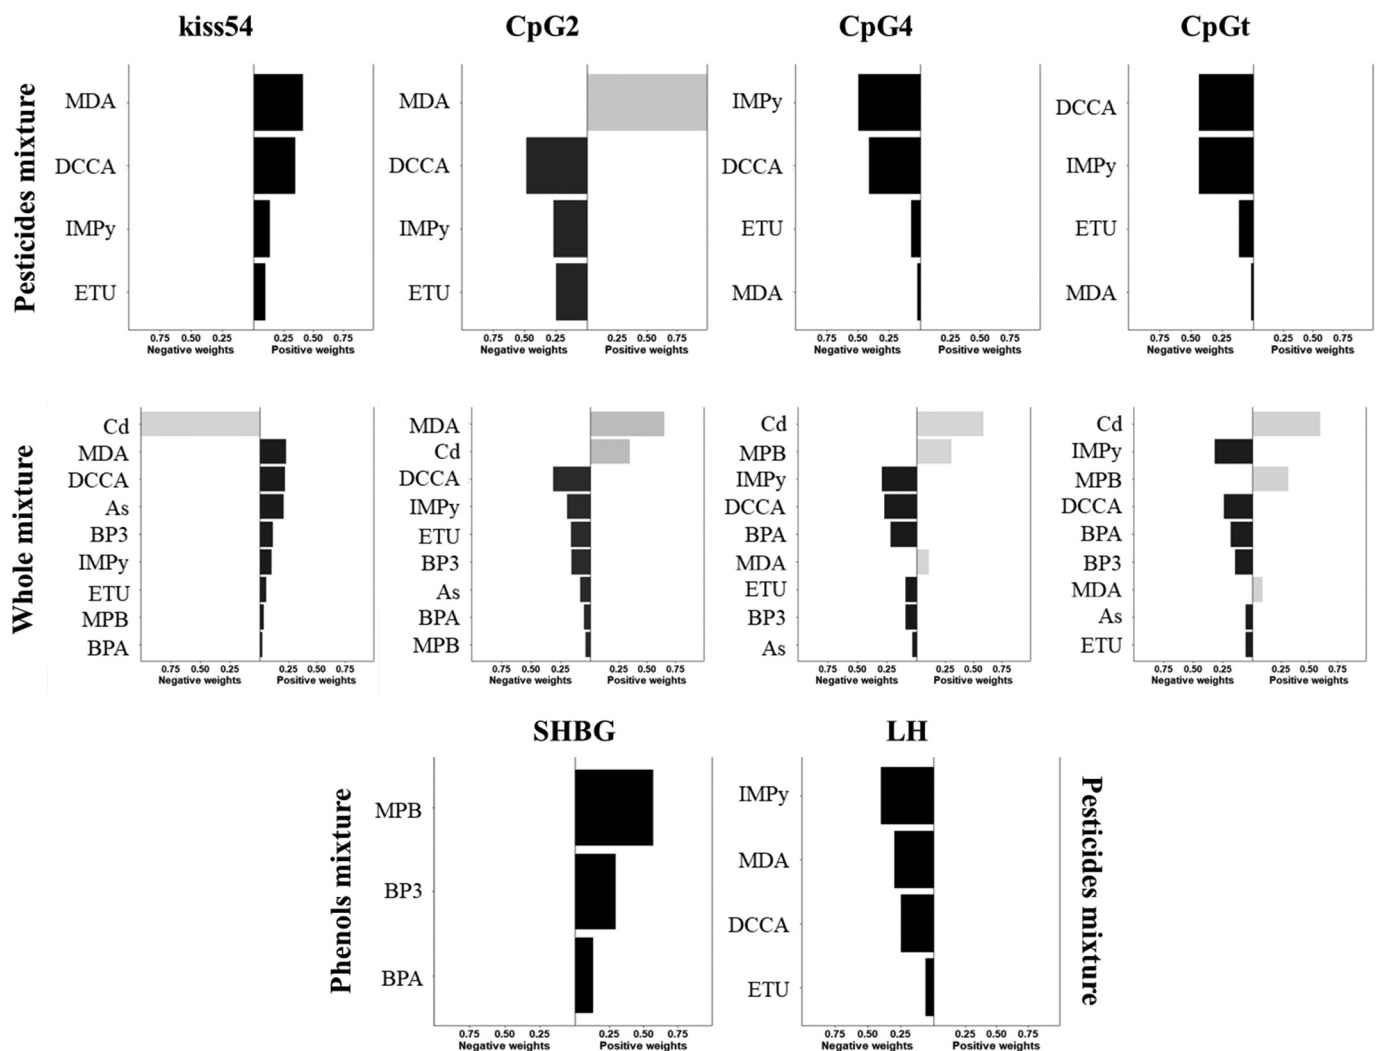 kiss54 CpG2 CpG4 CpGt
Pesticides mixture
MDA
DCCA
IMPy
ETU
0.75 0.50 0.25 0.25 0.50 0.75
Negative weights Positive weights
MDA
DCCA
IMPy
ETU
0.75 0.50 0.25 0.25 0.50 0.75
Negative weights Positive weights
IMPy
DCCA
ETU
MDA
0.75 0.50 0.25 0.25 0.50 0.75
Negative weights Positive weights
DCCA
IMPy
ETU
MDA
0.75 0.50 0.25 0.25 0.50 0.75
Negative weights Positive weights
Whole mixture
Cd
MDA
DCCA
As
BP3
IMPy
ETU
MPB
BPA
0.75 0.50 0.25 0.25 0.50 0.75
Negative weights Positive weights
MDA
Cd
DCCA
IMPy
ETU
BP3
As
BPA
MPB
0.75 0.50 0.25 0.25 0.50 0.75
Negative weights Positive weights
Cd
MPB
IMPy
DCCA
BPA
MDA
ETU
BP3
As
0.75 0.50 0.25 0.25 0.50 0.75
Negative weights Positive weights
Cd
IMPy
MPB
DCCA
BPA
BP3
MDA
As
ETU
0.75 0.50 0.25 0.25 0.50 0.75
Negative weights Positive weights
SHBG LH
Phenols mixture
MPB
BP3
BPA
0.75 0.50 0.25 0.25 0.50 0.75
Negative weights Positive weights
IMPy
MDA
DCCA
ETU
0.75 0.50 0.25 0.25 0.50 0.75
Negative weights Positive weights
Pesticides mixture